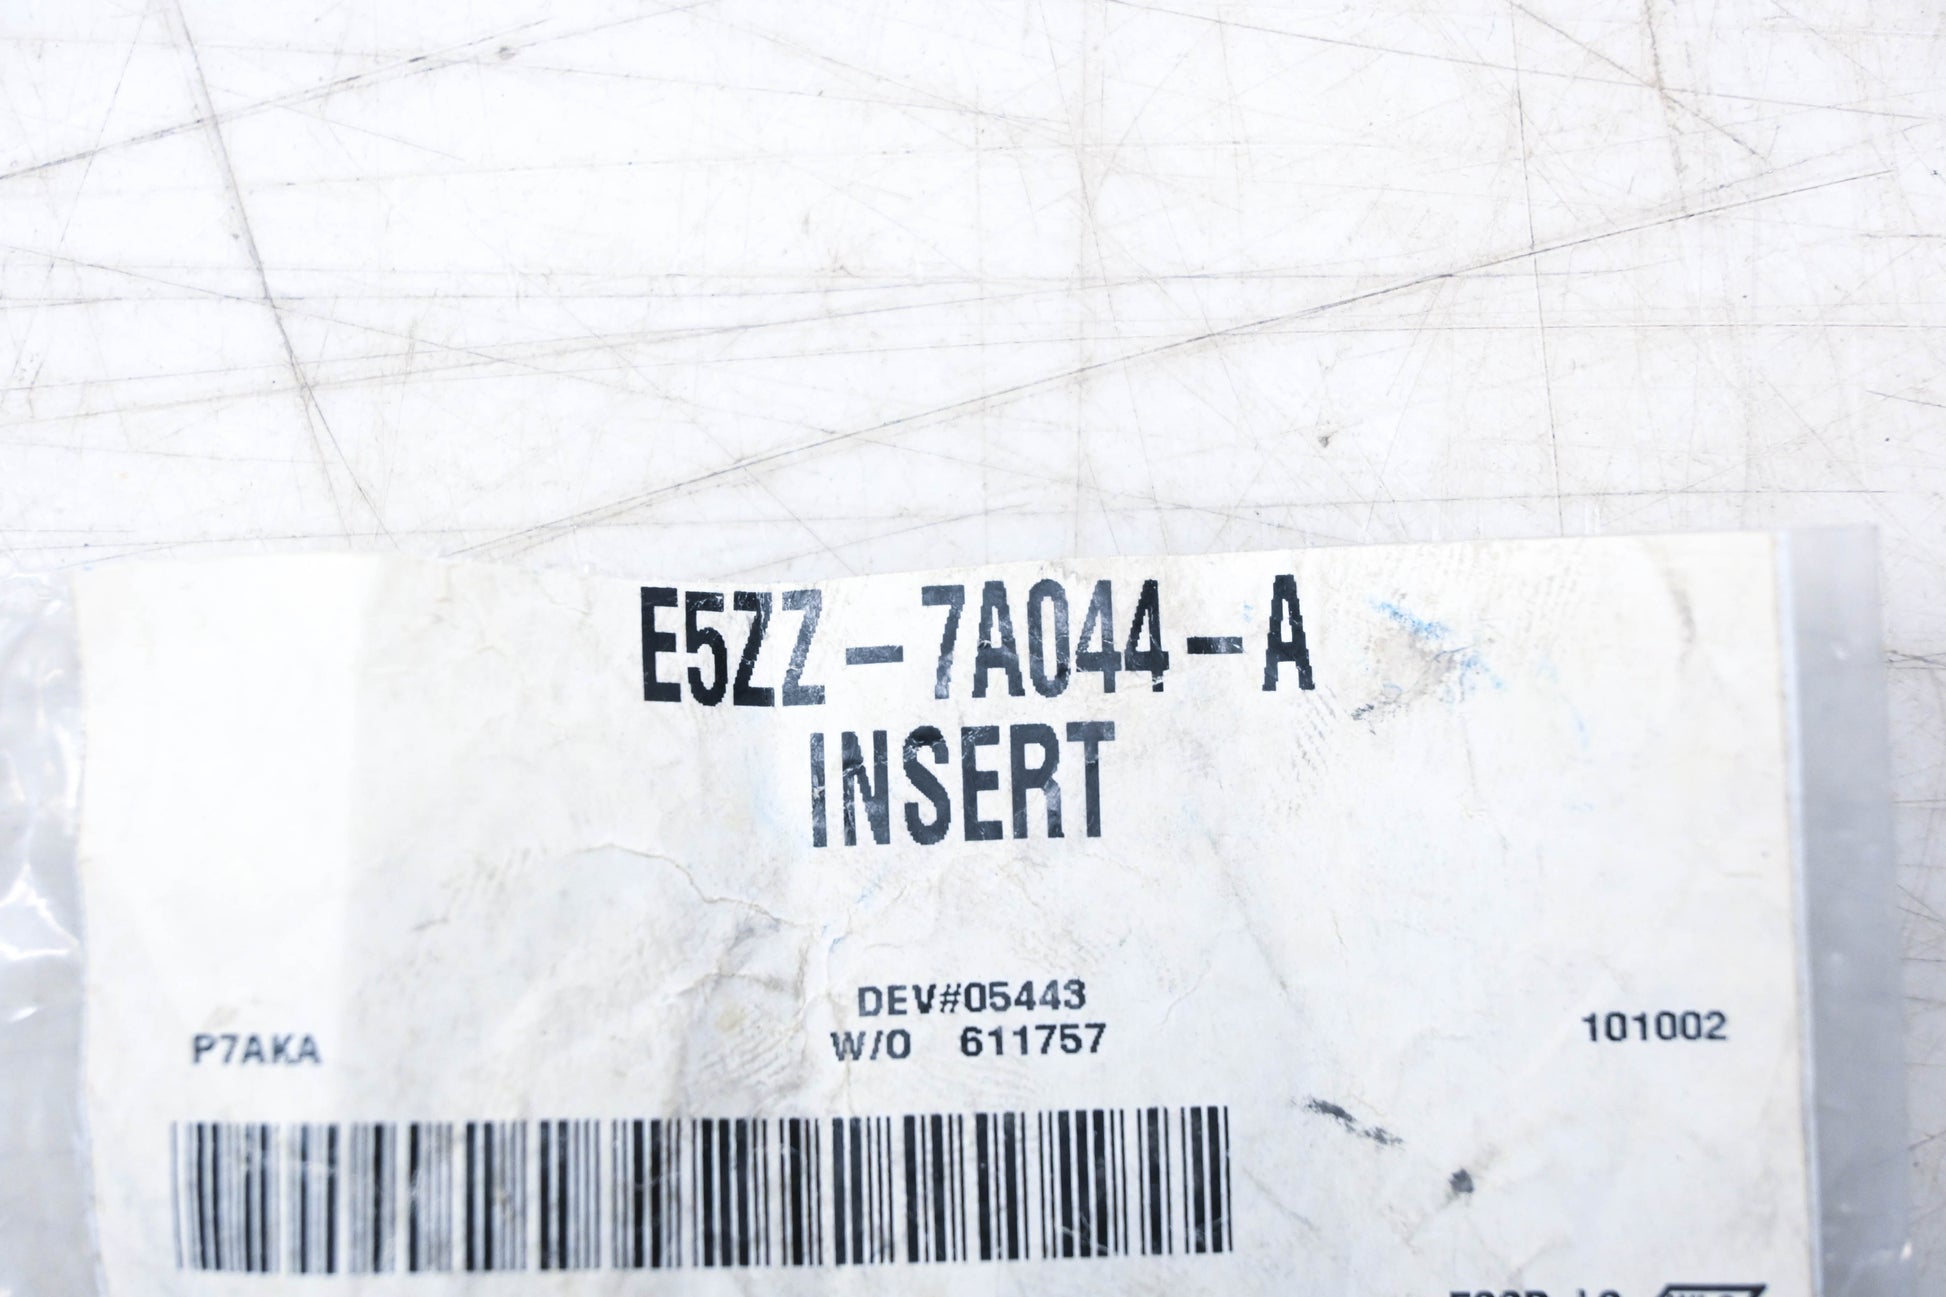 E5ZZ-7A044-A
INSERT
DEV#05443
P7AKA W/O 611757 101002